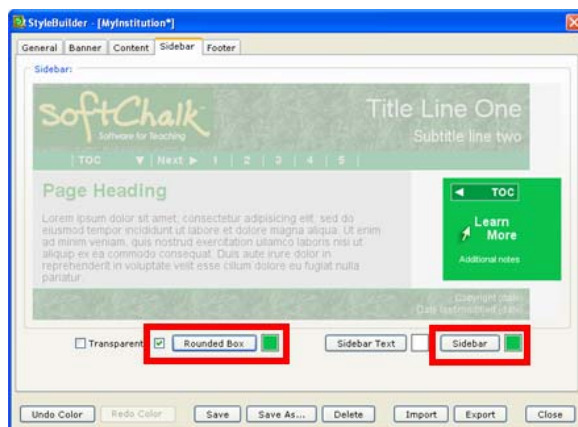 StyleBuilder - [MyInstitution*]
General Banner Content Sidebar Footer
Sidebar:
SoftChalk
Software for Teaching
Title Line One
Subtitle line two
TOC ▼ | Next ▶ | 1 | 2 | 3 | 4 | 5 |
Page Heading
Lorem ipsum dolor sit amet, consectetur adipisicing elit, sed do
eiusmod tempor incididunt ut labore et dolore magna aliqua. Ut enim
ad minim veniam, quis nostrud exercitation ullamco laboris nisi ut
aliquip ex ea commodo consequat. Duis aute irure dolor in
reprehenderit in voluptate velit esse cillum dolore eu fugiat nulla
pariatur.
◀ TOC
Learn
More
Additional notes
Copyright (date)
Date last modified (date)
Transparent Rounded Box Sidebar Text Sidebar
Undo Color Redo Color Save Save As... Delete Import Export Close